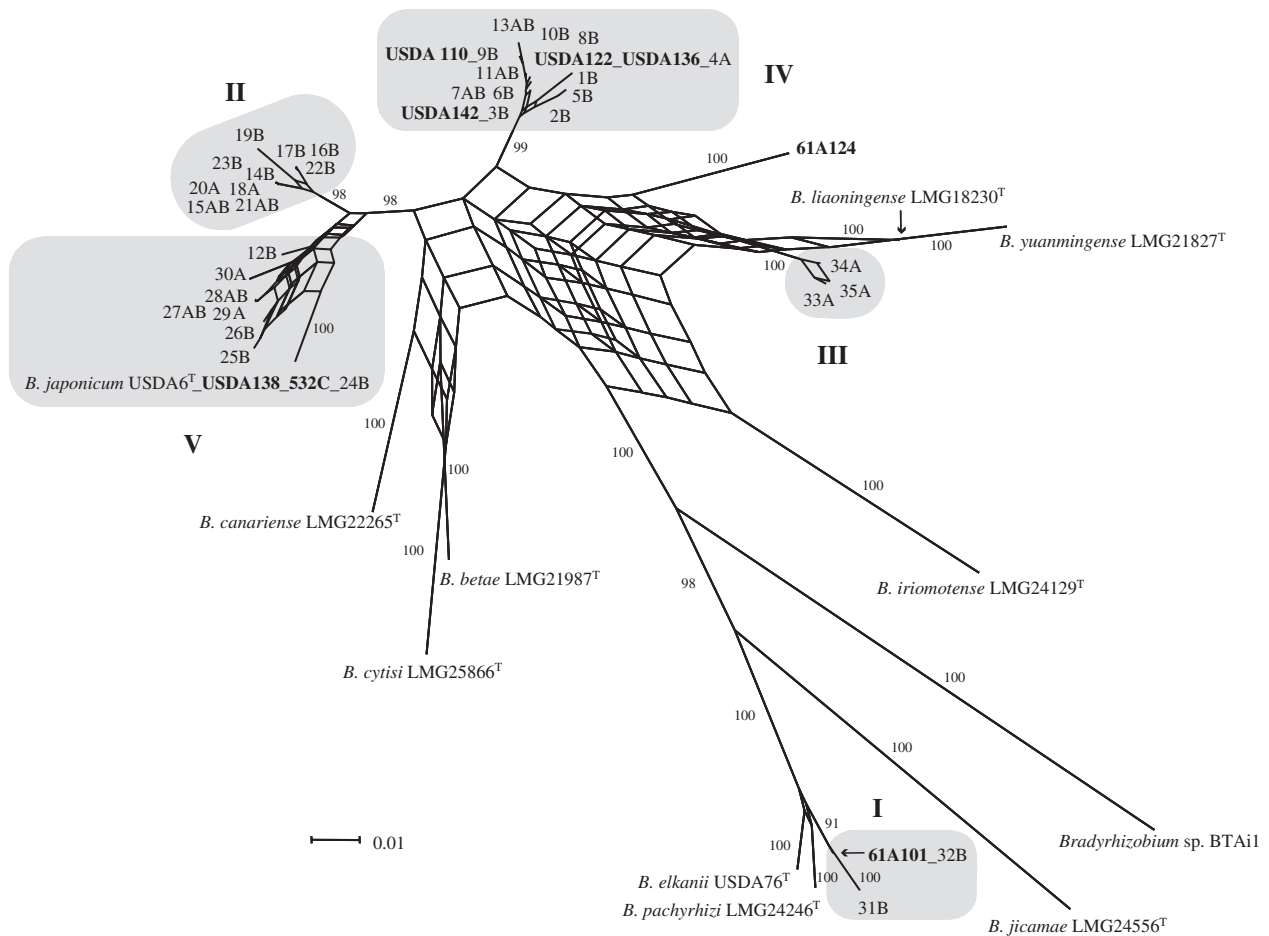 13AB
10B 8B
USDA 110_9B
USDA122_USDA136_4A
11AB
1B
7AB 6B
5B
USDA142_3B
2B
IV
II
99
19B
17B 16B
23B
14B
22B
20A 18A
15AB 21AB
98
98
100
61A124
B. liaoningense LMG18230ᵀ
100
100
B. yuanmingense LMG21827ᵀ
100
34A
33A 35A
III
12B
30A
28AB
27AB 29A
26B
25B
100
B. japonicum USDA6ᵀ_USDA138_532C_24B
V
100
B. canariense LMG22265ᵀ
100
100
B. betae LMG21987ᵀ
B. cytisi LMG25866ᵀ
100
100
B. iriomotense LMG24129ᵀ
98
100
100
100
0.01
I
91
61A101_32B
100
100
100
31B
B. elkanii USDA76ᵀ
B. pachyrhizi LMG24246ᵀ
Bradyrhizobium sp. BTAi1
B. jicamae LMG24556ᵀ